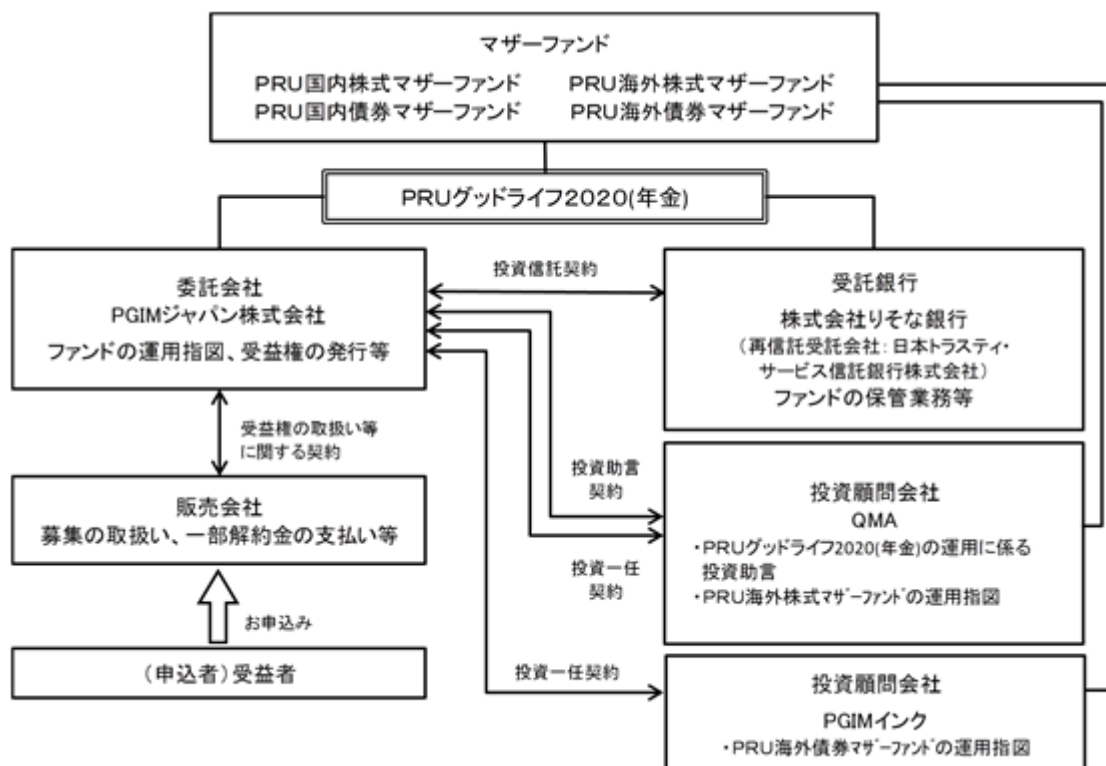 マザーファンド
PRU国内株式マザーファンド
PRU海外株式マザーファンド
PRU国内債券マザーファンド
PRU海外債券マザーファンド
PRUグッドライフ2020(年金)
委託会社
PGIMジャパン株式会社
ファンドの運用指図、受益権の発行等
投資信託契約
受託銀行
株式会社りそな銀行
（再信託受託会社：日本トラスティ・
サービス信託銀行株式会社）
ファンドの保管業務等
受益権の取扱い等
に関する契約
投資助言
契約
投資一任
契約
販売会社
募集の取扱い、一部解約金の支払い等
投資顧問会社
QMA
・PRUグッドライフ2020(年金)の運用に係る
投資助言
・PRU海外株式ﾏｻﾞｰﾌｧﾝﾄﾞの運用指図
お申込み
（申込者）受益者
投資一任契約
投資顧問会社
PGIMインク
・PRU海外債券ﾏｻﾞｰﾌｧﾝﾄﾞの運用指図